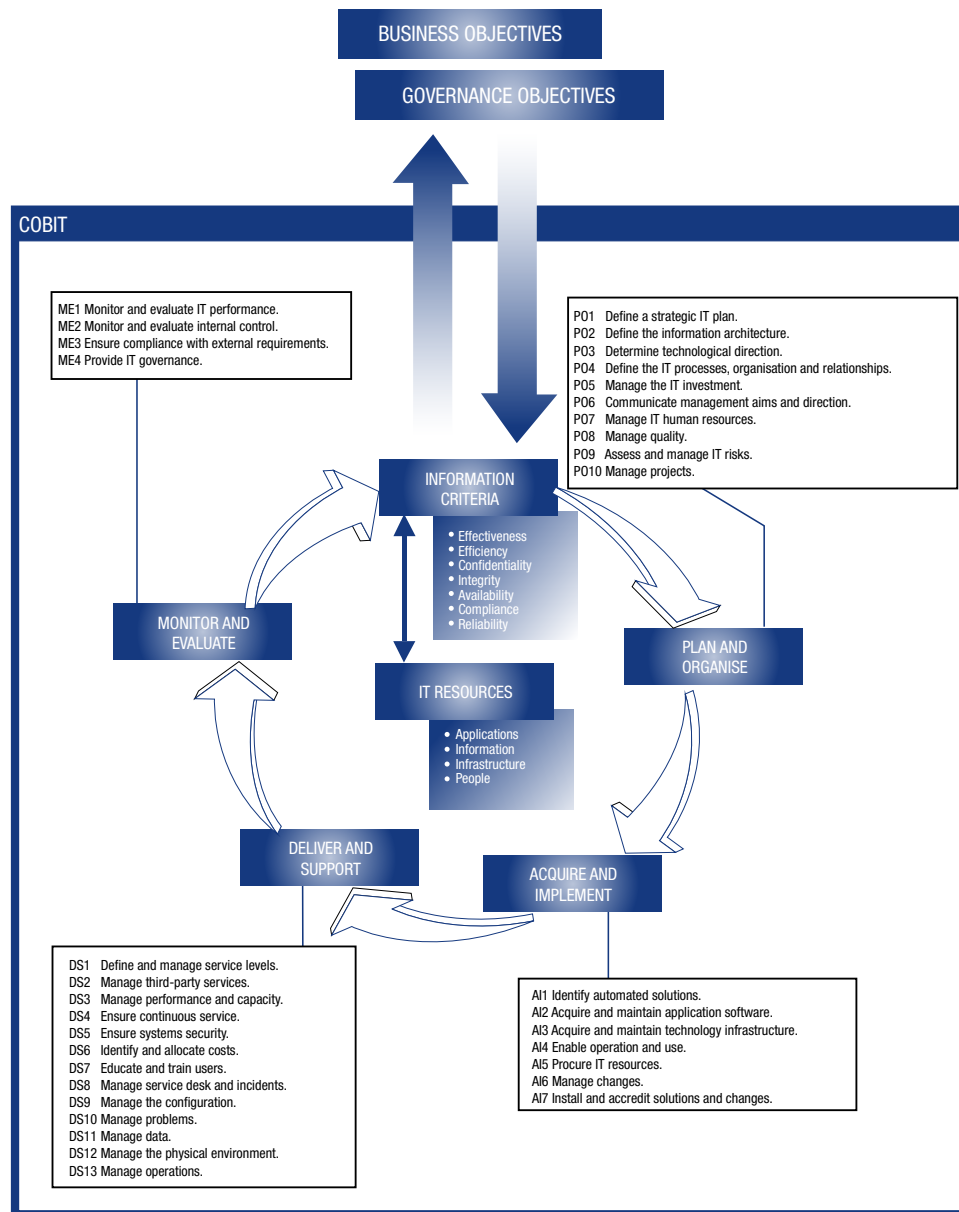 BUSINESS OBJECTIVES
GOVERNANCE OBJECTIVES
COBIT
ME1 Monitor and evaluate IT performance.
ME2 Monitor and evaluate internal control.
ME3 Ensure compliance with external requirements.
ME4 Provide IT governance.
PO1 Define a strategic IT plan.
PO2 Define the information architecture.
PO3 Determine technological direction.
PO4 Define the IT processes, organisation and relationships.
PO5 Manage the IT investment.
PO6 Communicate management aims and direction.
PO7 Manage IT human resources.
PO8 Manage quality.
PO9 Assess and manage IT risks.
PO10 Manage projects.
INFORMATION
CRITERIA
• Effectiveness
• Efficiency
• Confidentiality
• Integrity
• Availability
• Compliance
• Reliability
MONITOR AND
EVALUATE
PLAN AND
ORGANISE
IT RESOURCES
• Applications
• Information
• Infrastructure
• People
DELIVER AND
SUPPORT
ACQUIRE AND
IMPLEMENT
DS1 Define and manage service levels.
DS2 Manage third-party services.
DS3 Manage performance and capacity.
DS4 Ensure continuous service.
DS5 Ensure systems security.
DS6 Identify and allocate costs.
DS7 Educate and train users.
DS8 Manage service desk and incidents.
DS9 Manage the configuration.
DS10 Manage problems.
DS11 Manage data.
DS12 Manage the physical environment.
DS13 Manage operations.
AI1 Identify automated solutions.
AI2 Acquire and maintain application software.
AI3 Acquire and maintain technology infrastructure.
AI4 Enable operation and use.
AI5 Procure IT resources.
AI6 Manage changes.
AI7 Install and accredit solutions and changes.